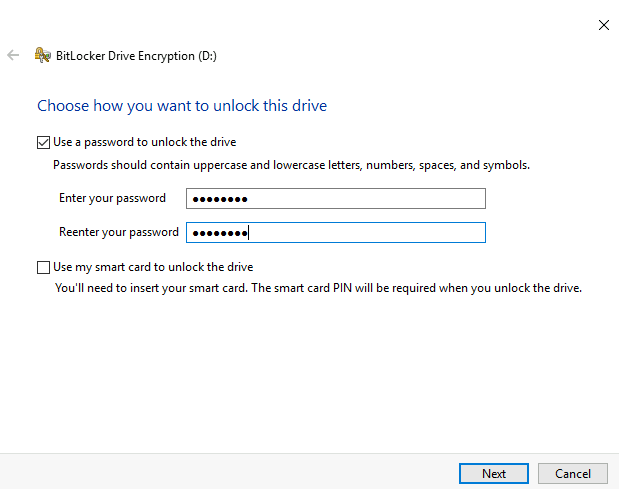 BitLocker Drive Encryption (D:)
Choose how you want to unlock this drive
Use a password to unlock the drive
Passwords should contain uppercase and lowercase letters, numbers, spaces, and symbols.
Enter your password ●●●●●●●●
Reenter your password ●●●●●●●●
Use my smart card to unlock the drive
You'll need to insert your smart card. The smart card PIN will be required when you unlock the drive.
Next Cancel